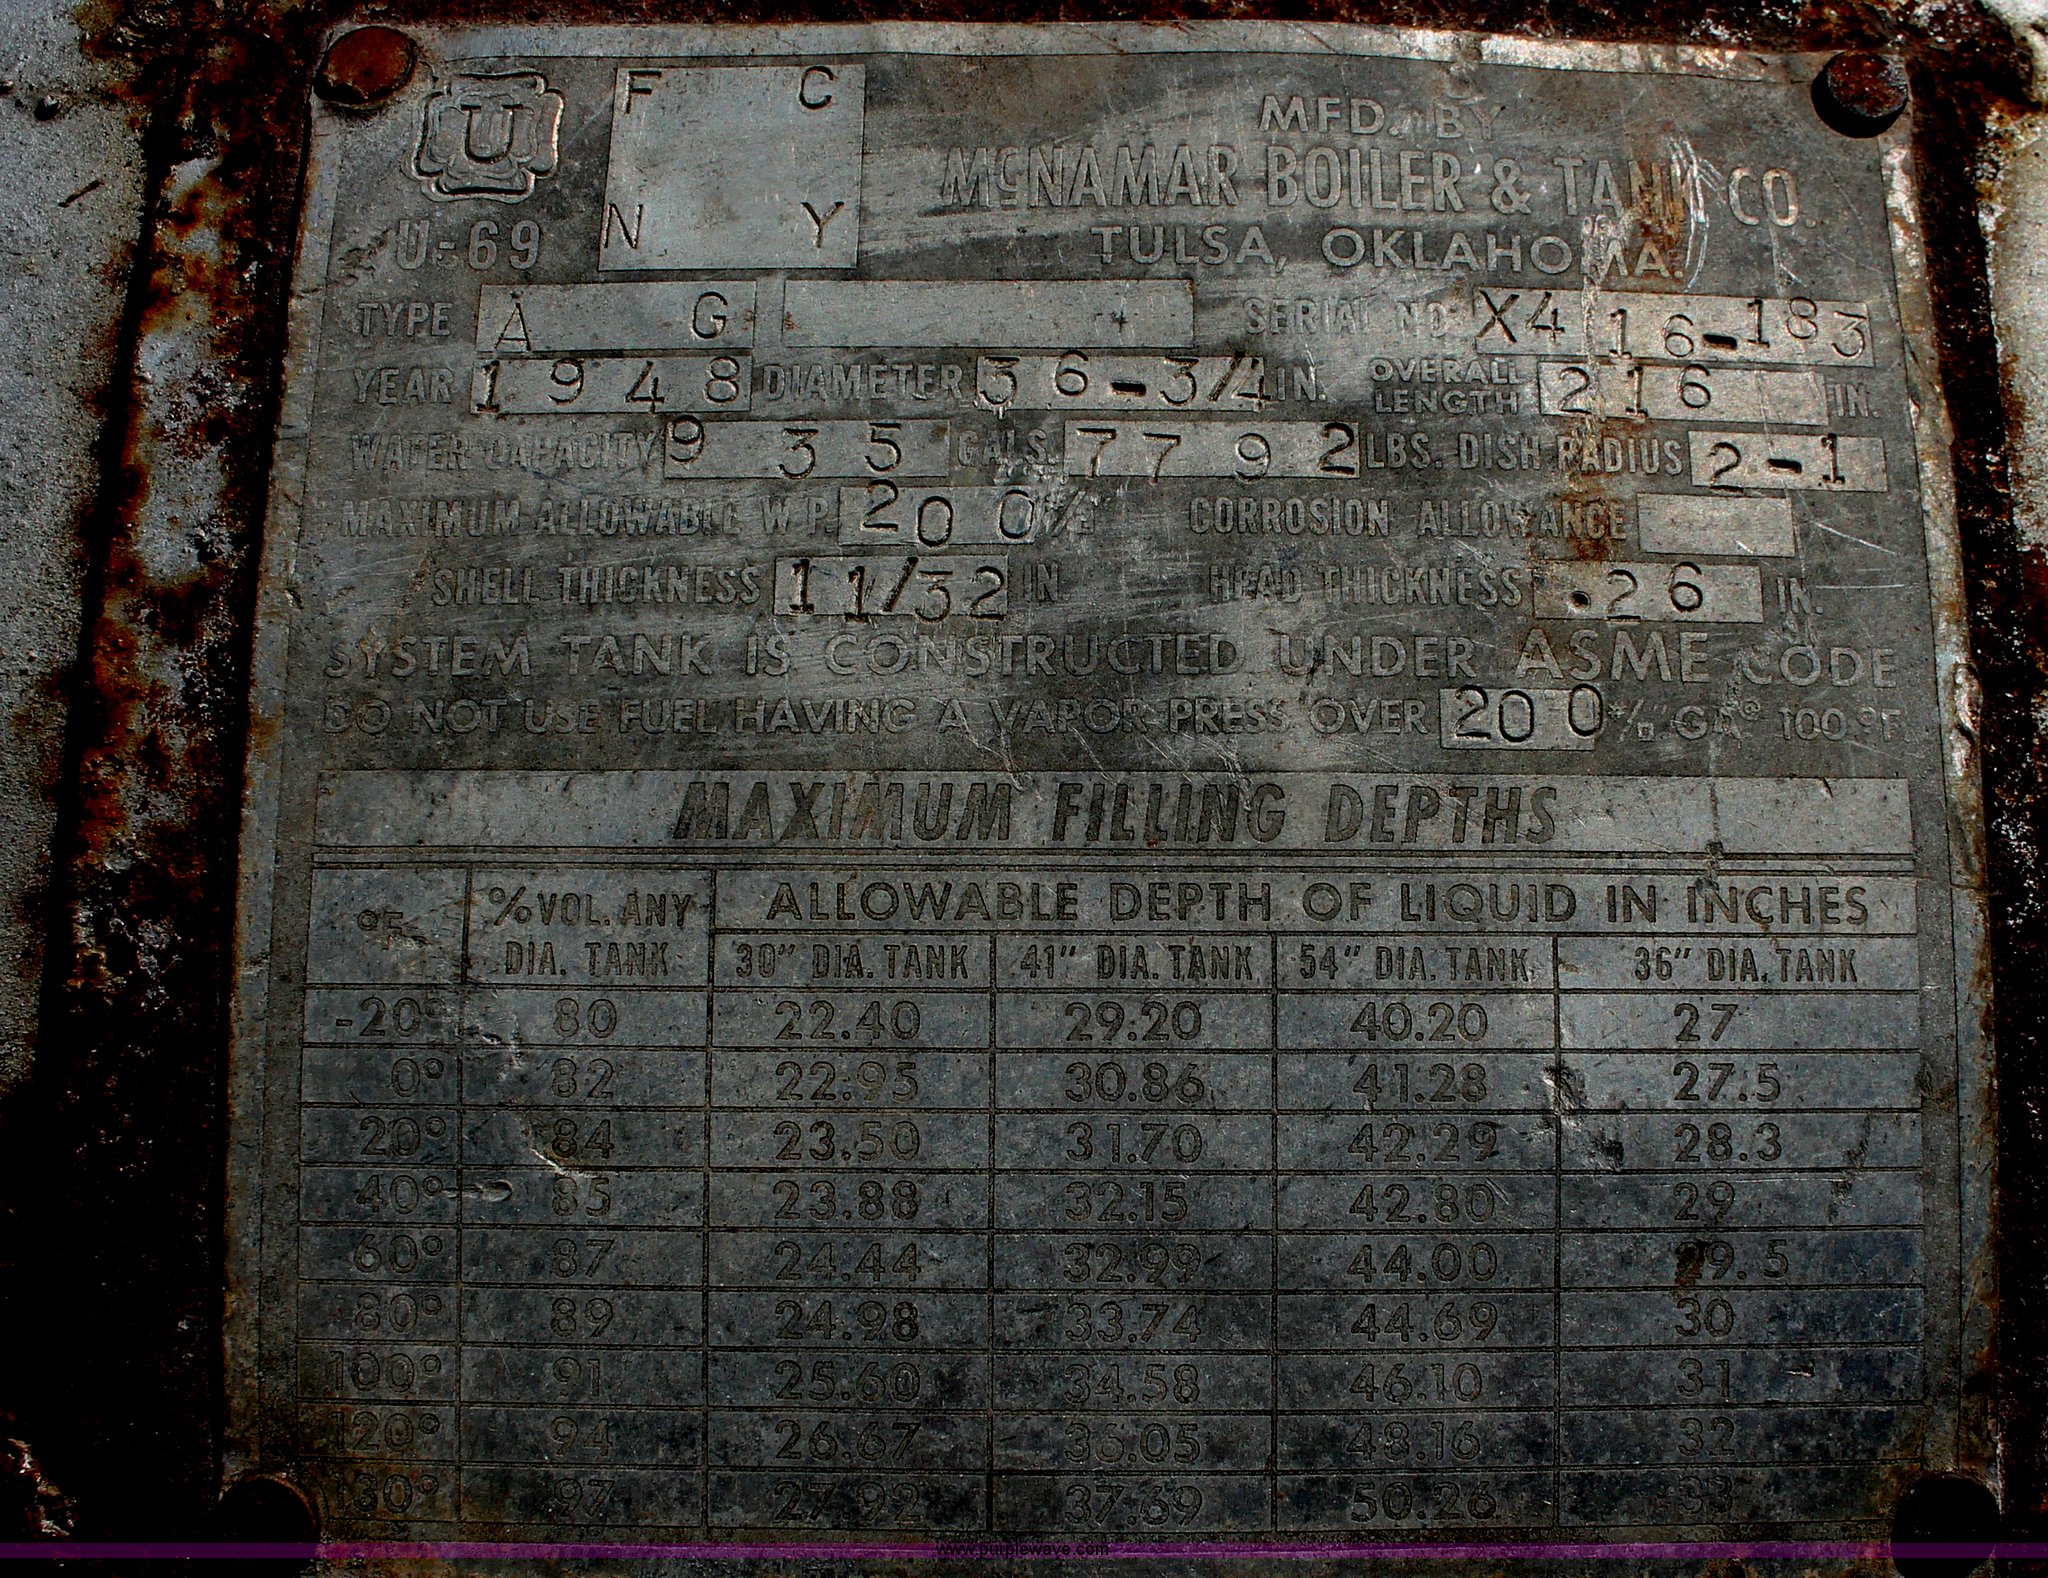 U
W
F C
MFD. BY
McNAMAR BOILER & TANK CO.
N Y
U-69
TULSA, OKLAHOMA.
TYPE A G SERIAL NO. X4 16-183
YEAR 1948 DIAMETER 36-3/4 IN. OVERALL LENGTH 216 IN.
WATER CAPACITY 935 GALS. 7792 LBS. DISH RADIUS 2-1
MAXIMUM ALLOWABLE W.P. 200 CORROSION ALLOWANCE
SHELL THICKNESS 11/32 IN. HEAD THICKNESS .26 IN.
SYSTEM TANK IS CONSTRUCTED UNDER ASME CODE
DO NOT USE FUEL HAVING A VAPOR PRESS. OVER 200 #/□" GA° 100 °F.
MAXIMUM FILLING DEPTHS
°F. % VOL. ANY DIA. TANK ALLOWABLE DEPTH OF LIQUID IN INCHES
30" DIA. TANK 41" DIA. TANK 54" DIA. TANK 36" DIA. TANK
-20° 80 22.40 29.20 40.20 27
0° 82 22.95 30.86 41.28 27.5
20° 84 23.50 31.70 42.29 28.3
40° 85 23.88 32.15 42.80 29
60° 87 24.44 32.99 44.00 29.5
80° 89 24.98 33.74 44.69 30
100° 91 25.60 34.58 46.10 31
120° 94 26.67 36.05 48.16 32
130° 97 27.92 37.69 50.26 33
www.purplewave.com